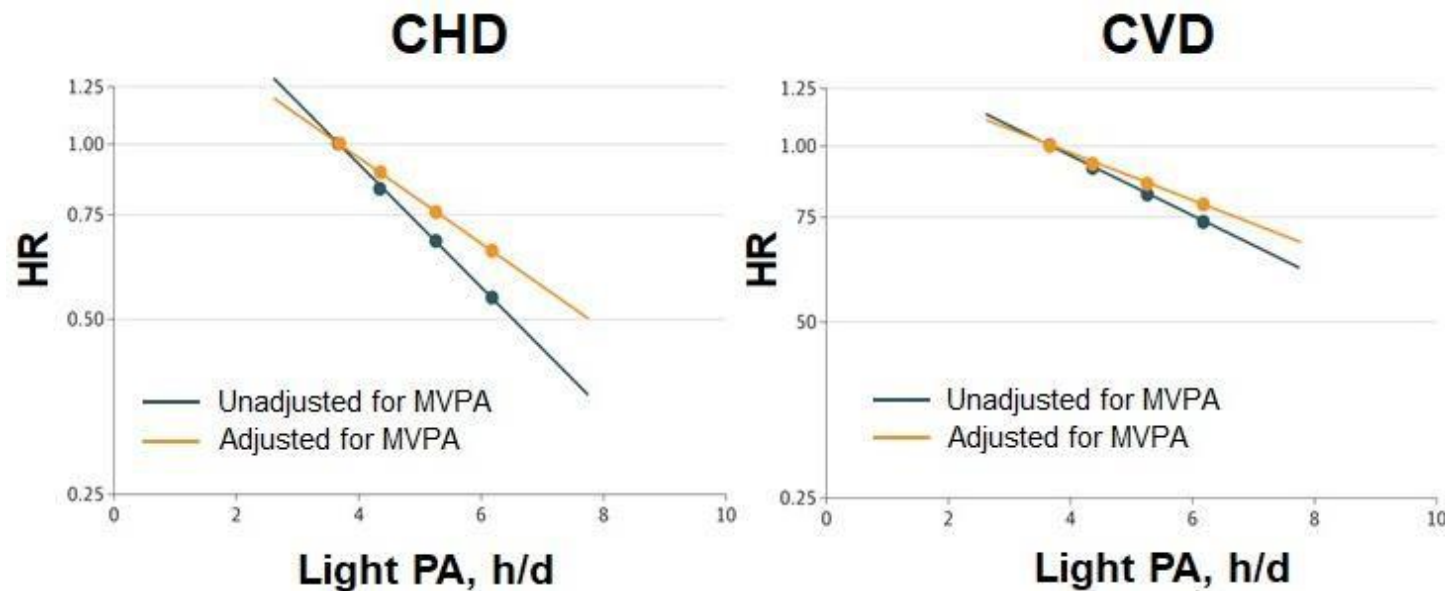 CHD
1.25
1.00
0.75
0.50
0.25
HR
Unadjusted for MVPA
Adjusted for MVPA
0 2 4 6 8 10
Light PA, h/d
CVD
1.25
1.00
75
50
0.25
HR
Unadjusted for MVPA
Adjusted for MVPA
0 2 4 6 8 10
Light PA, h/d